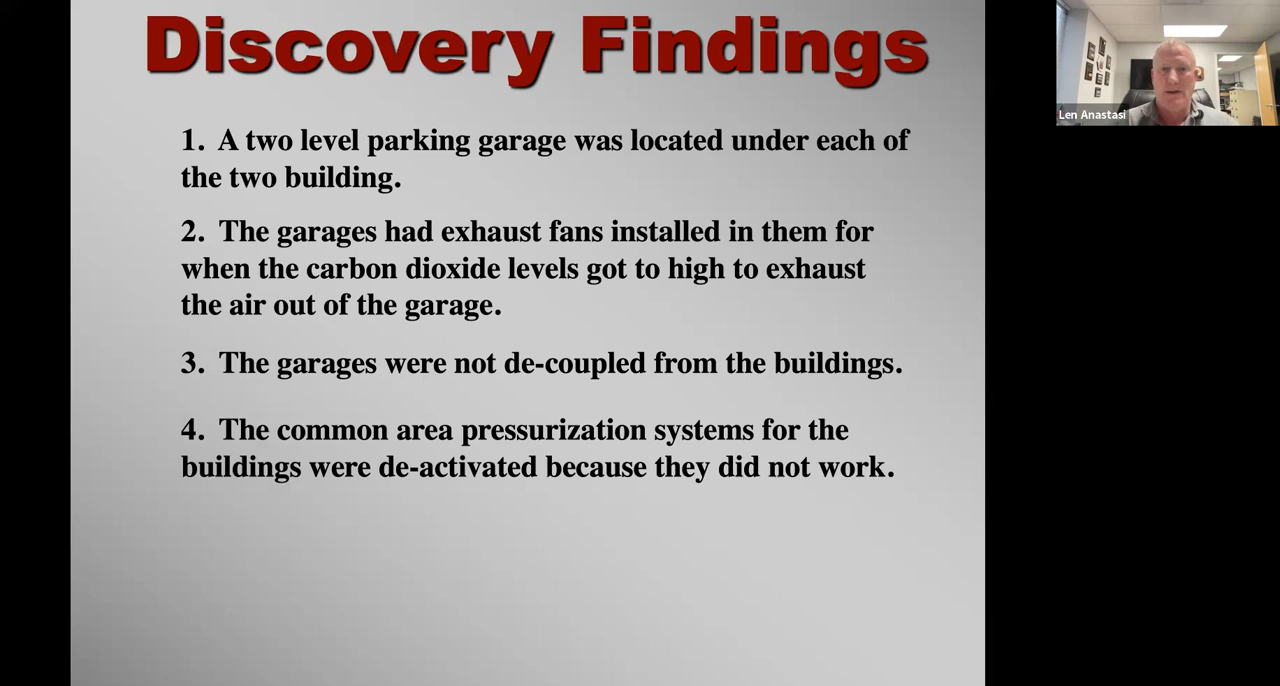 Discovery Findings
1. A two level parking garage was located under each of
the two building.
2. The garages had exhaust fans installed in them for
when the carbon dioxide levels got to high to exhaust
the air out of the garage.
3. The garages were not de-coupled from the buildings.
4. The common area pressurization systems for the
buildings were de-activated because they did not work.
Len Anastasi